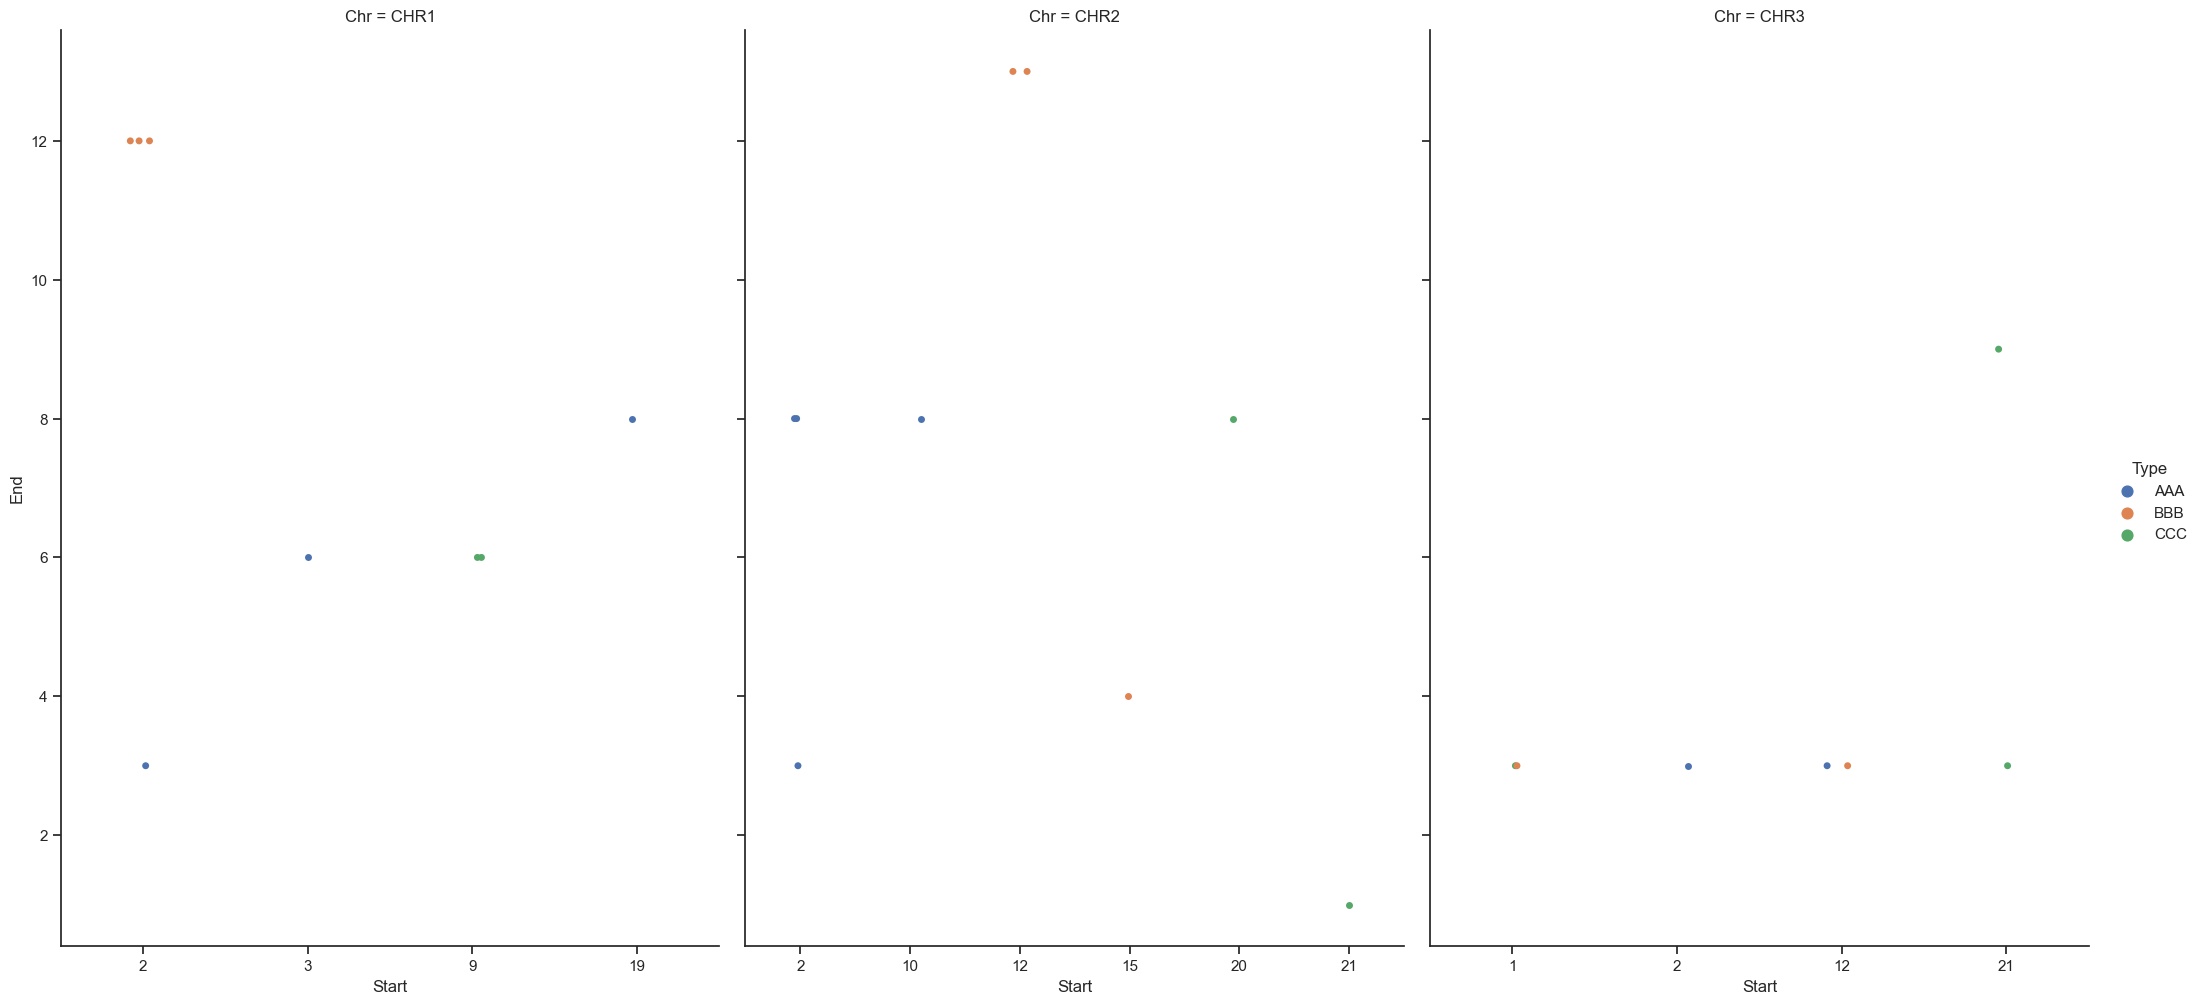 Chr = CHR1
Chr = CHR2
Chr = CHR3
End
12
10
8
6
4
2
2 3 9 19
Start
2 10 12 15 20 21
Start
1 2 12 21
Start
Type
AAA
BBB
CCC